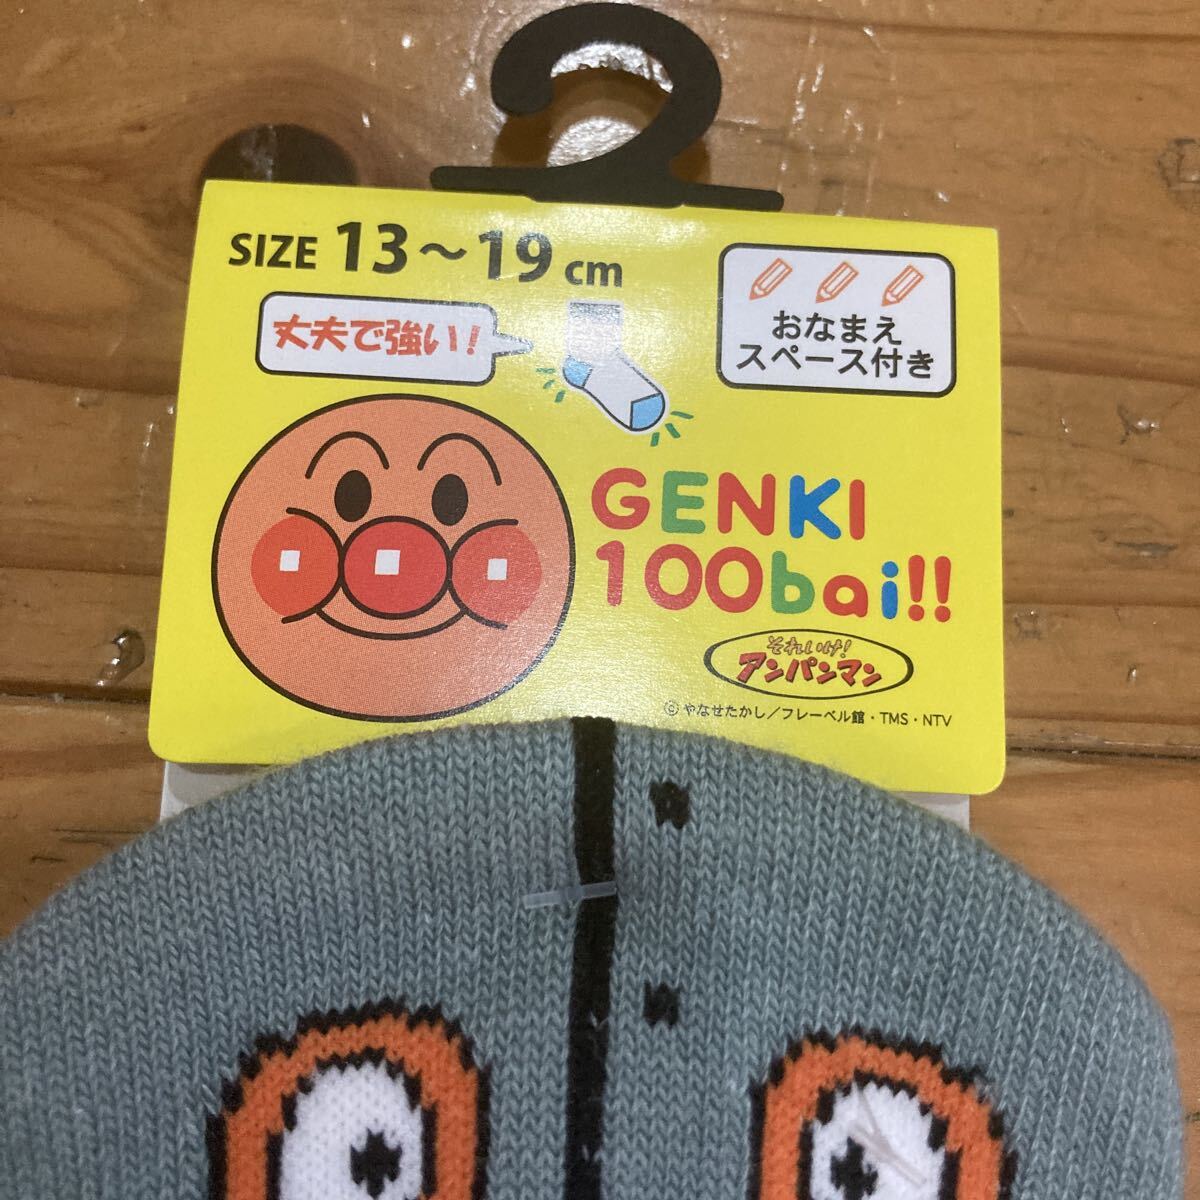 SIZE 13～19cm
丈夫で強い!
おなまえ
スペース付き
GENKI
100bai!!
それいけ!
アンパンマン
© やなせたかし／フレーベル館・TMS・NTV